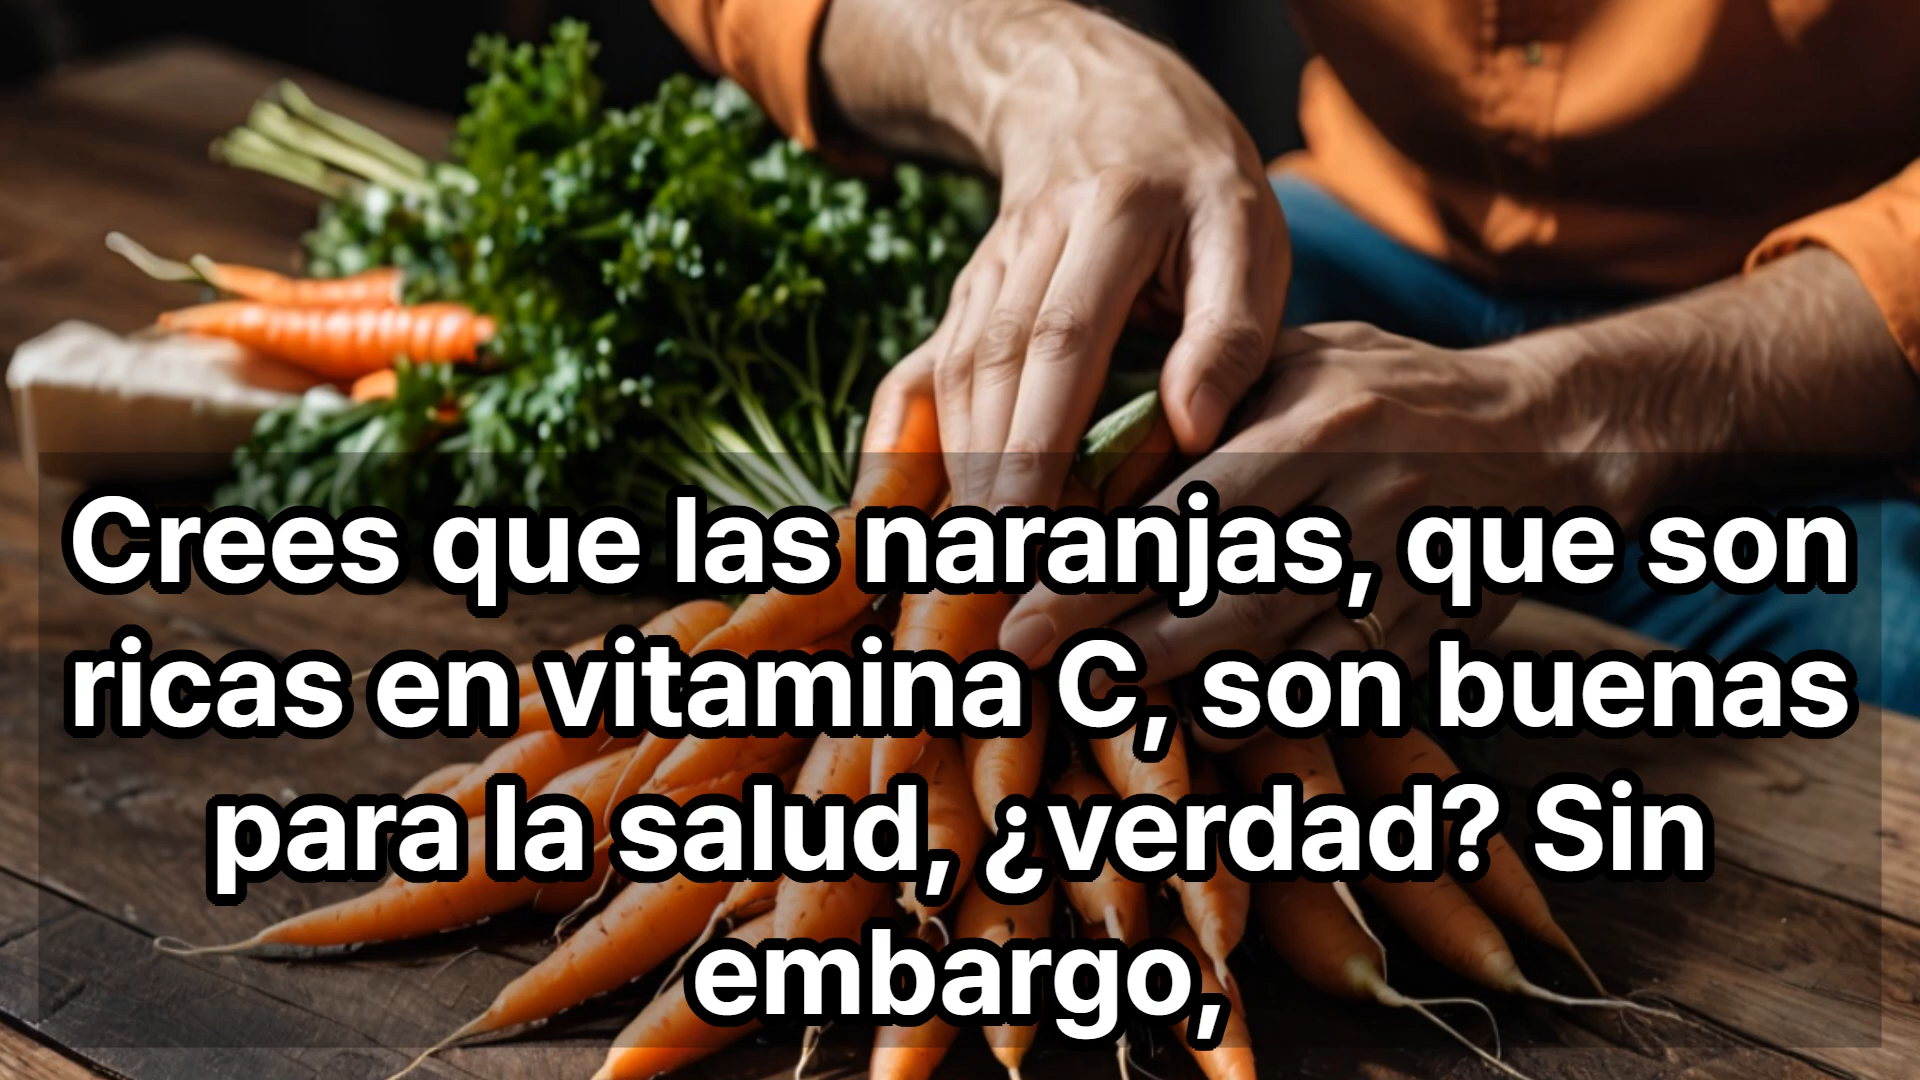 Crees que las naranjas, que son
ricas en vitamina C, son buenas
para la salud, ¿verdad? Sin
embargo,